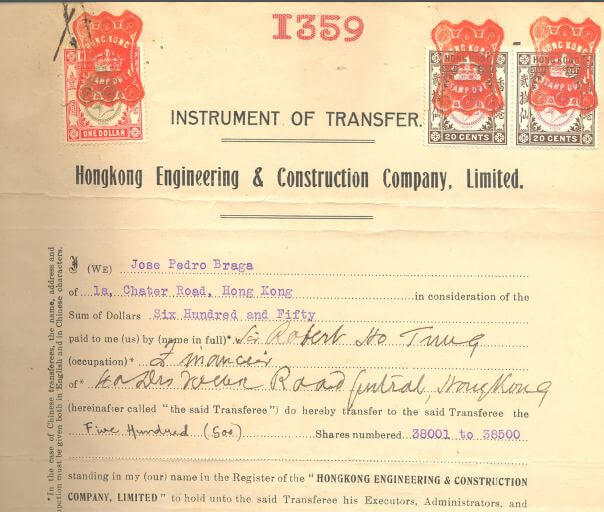 1359
HONG KONG
STAMP DUTY
ONE DOLLAR
HONG KONG
STAMP DUTY
20 CENTS
HONG KONG
STAMP DUTY
20 CENTS
INSTRUMENT OF TRANSFER.
Hongkong Engineering & Construction Company, Limited.
I (WE) Jose Pedro Braga
of 1a, Chater Road, Hong Kong in consideration of the
Sum of Dollars Six Hundred and Fifty
paid to me (us) by (name in full)* Sir Robert Ho Tung
(occupation)* Financier
of* Des Voeux Road Central, HongKong
(hereinafter called "the said Transferee") do hereby transfer to the said Transferee the
Five Hundred (500) Shares numbered 38001 to 38500
standing in my (our) name in the Register of the "HONGKONG ENGINEERING & CONSTRUCTION
COMPANY, LIMITED" to hold unto the said Transferee his Executors, Administrators, and
*In the case of Chinese transferees, the name, address and
must be given both in English and in Chinese characters.